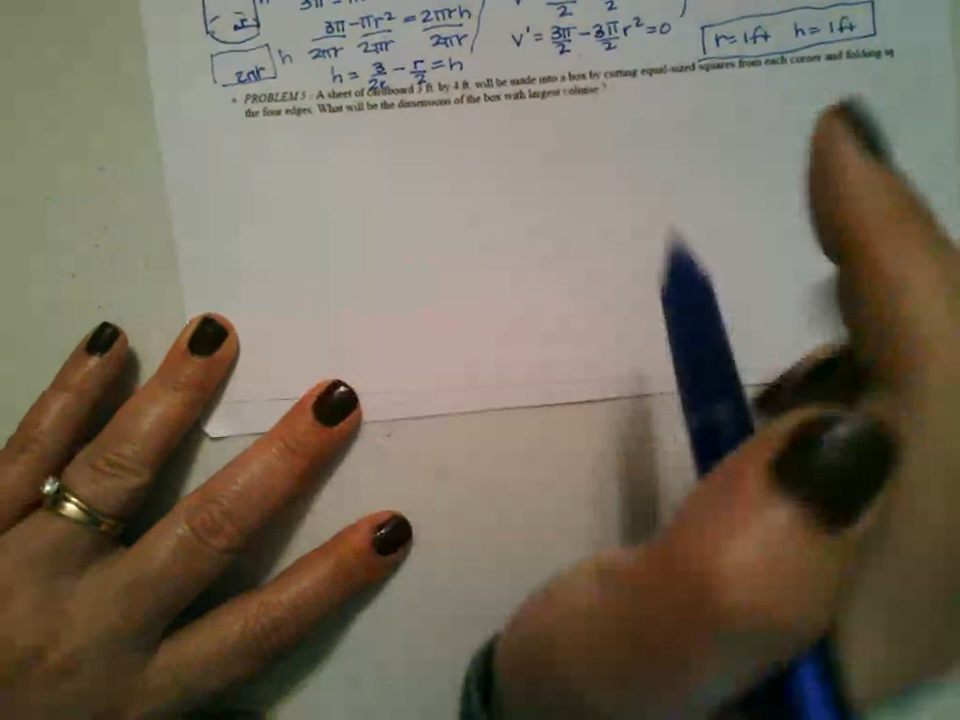 3π
3π - πr² = 2πrh
2πr 2πr 2πr
h = 3/2r - r/2 = h
2πr h
2 2
V' = 3π/2 - 3π/2 r² = 0
r=1ft h=1ft
PROBLEM 5 : A sheet of cardboard 3 ft. by 4 ft. will be made into a box by cutting equal-sized squares from each corner and folding up
the four edges. What will be the dimensions of the box with largest volume ?